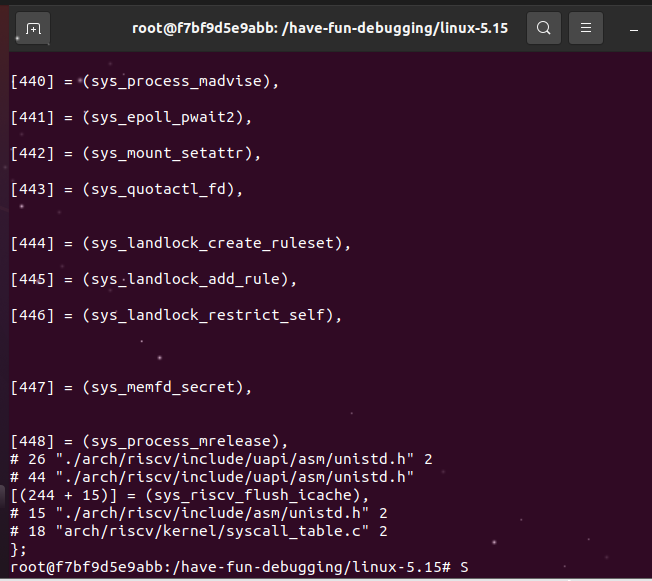 root@f7bf9d5e9abb: /have-fun-debugging/linux-5.15
[440] = (sys_process_madvise),
[441] = (sys_epoll_pwait2),
[442] = (sys_mount_setattr),
[443] = (sys_quotactl_fd),
[444] = (sys_landlock_create_ruleset),
[445] = (sys_landlock_add_rule),
[446] = (sys_landlock_restrict_self),
[447] = (sys_memfd_secret),
[448] = (sys_process_mrelease),
# 26 "./arch/riscv/include/uapi/asm/unistd.h" 2
# 44 "./arch/riscv/include/uapi/asm/unistd.h"
[(244 + 15)] = (sys_riscv_flush_icache),
# 15 "./arch/riscv/include/asm/unistd.h" 2
# 18 "arch/riscv/kernel/syscall_table.c" 2
};
root@f7bf9d5e9abb:/have-fun-debugging/linux-5.15# S